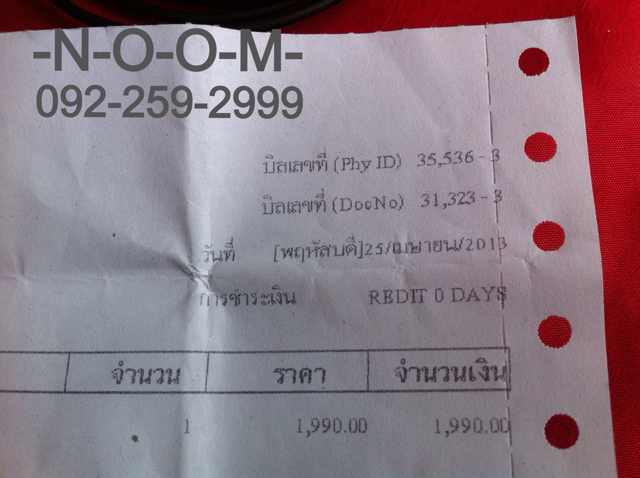 -N-O-O-M-
092-259-2999
บิลเลขที่ (Phy ID) 35,536 - 3
บิลเลขที่ (DocNo) 31,323 - 3
วันที่ [พฤหัสบดี]25/เมษายน/2013
การชำระเงิน REDIT 0 DAYS
จำนวน ราคา จำนวนเงิน
1 1,990.00 1,990.00